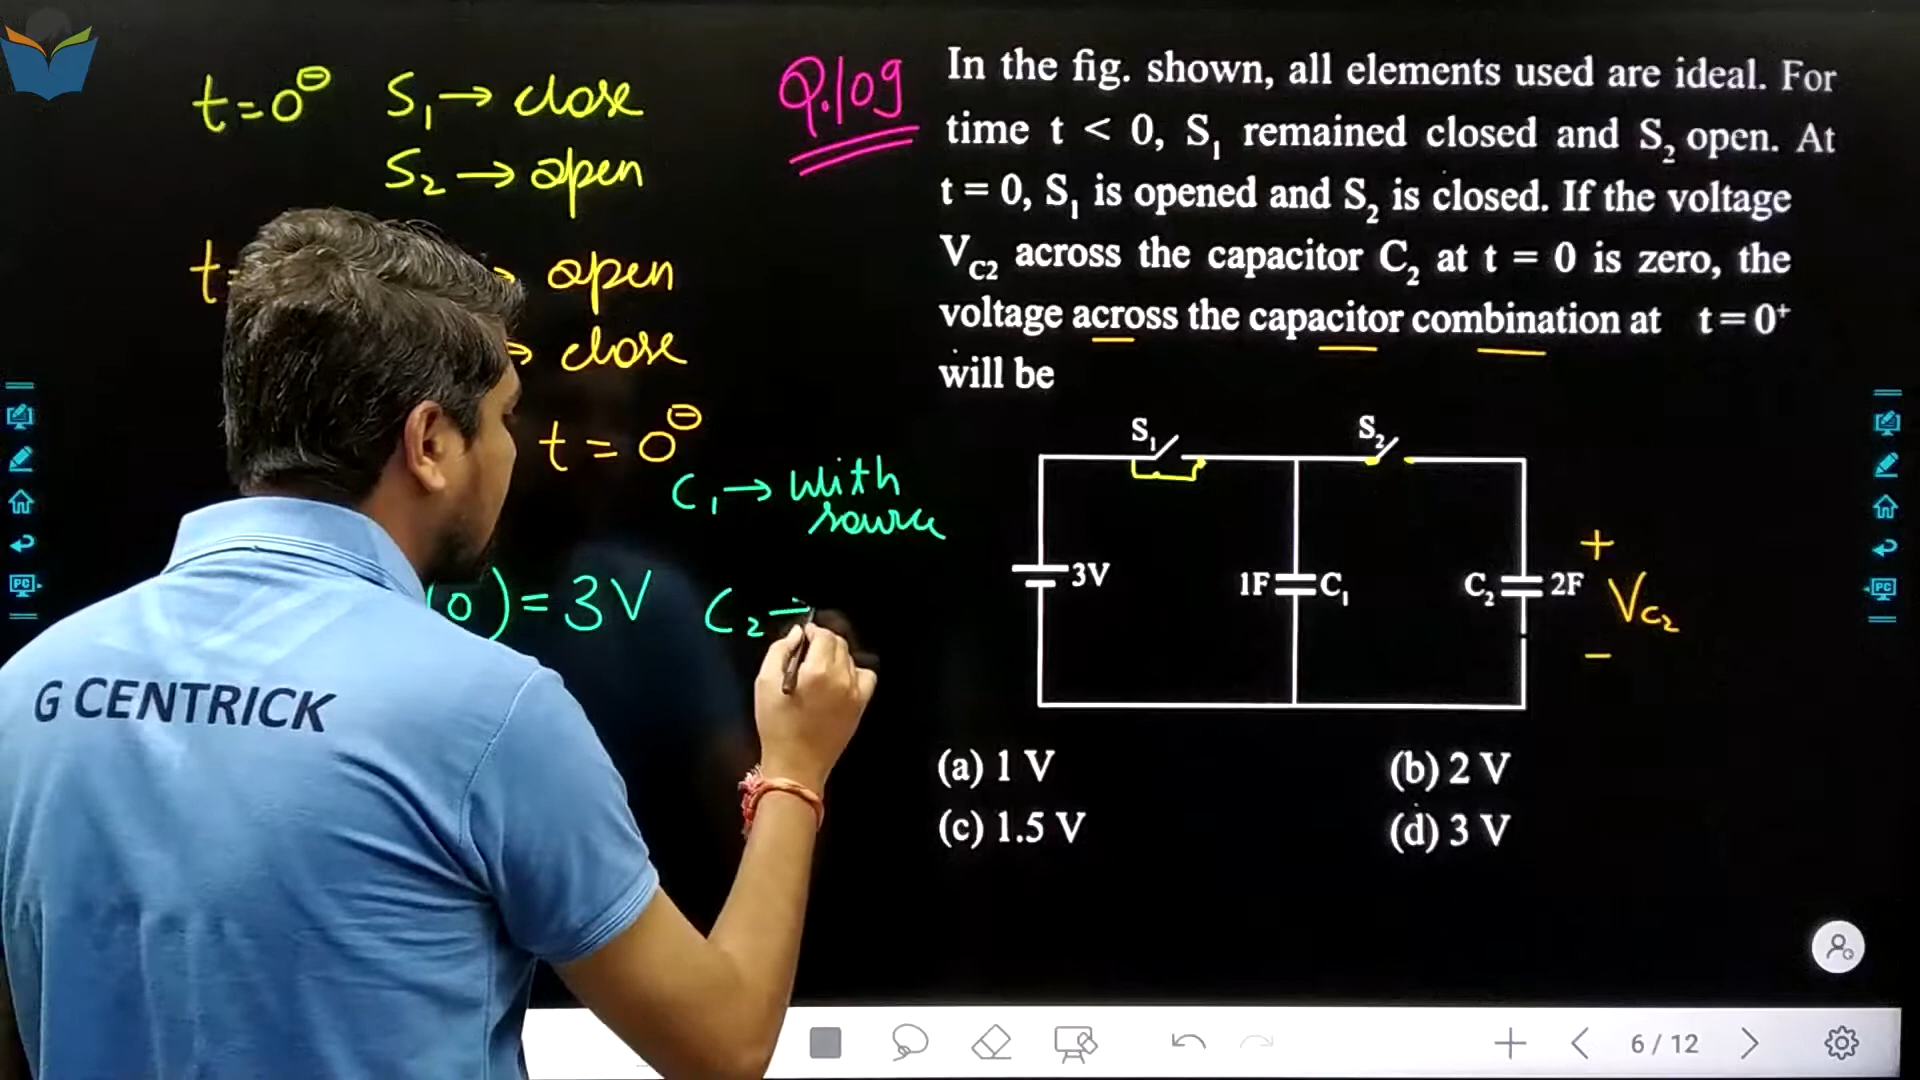 t=0⊖ S₁→close
S₂→open
t= → open
→ close
t = 0⊖
C₁→with
source
(0⁠)=3V C₂→
Q.109
In the fig. shown, all elements used are ideal. For
time t < 0, S₁ remained closed and S₂ open. At
t = 0, S₁ is opened and S₂ is closed. If the voltage
V_C2 across the capacitor C₂ at t = 0 is zero, the
voltage across the capacitor combination at t = 0⁺
will be
S₁ S₂
3V 1F C₁ C₂ 2F
+
V_C₂
−
(a) 1 V (b) 2 V
(c) 1.5 V (d) 3 V
G CENTRICK
PC PC
6 / 12